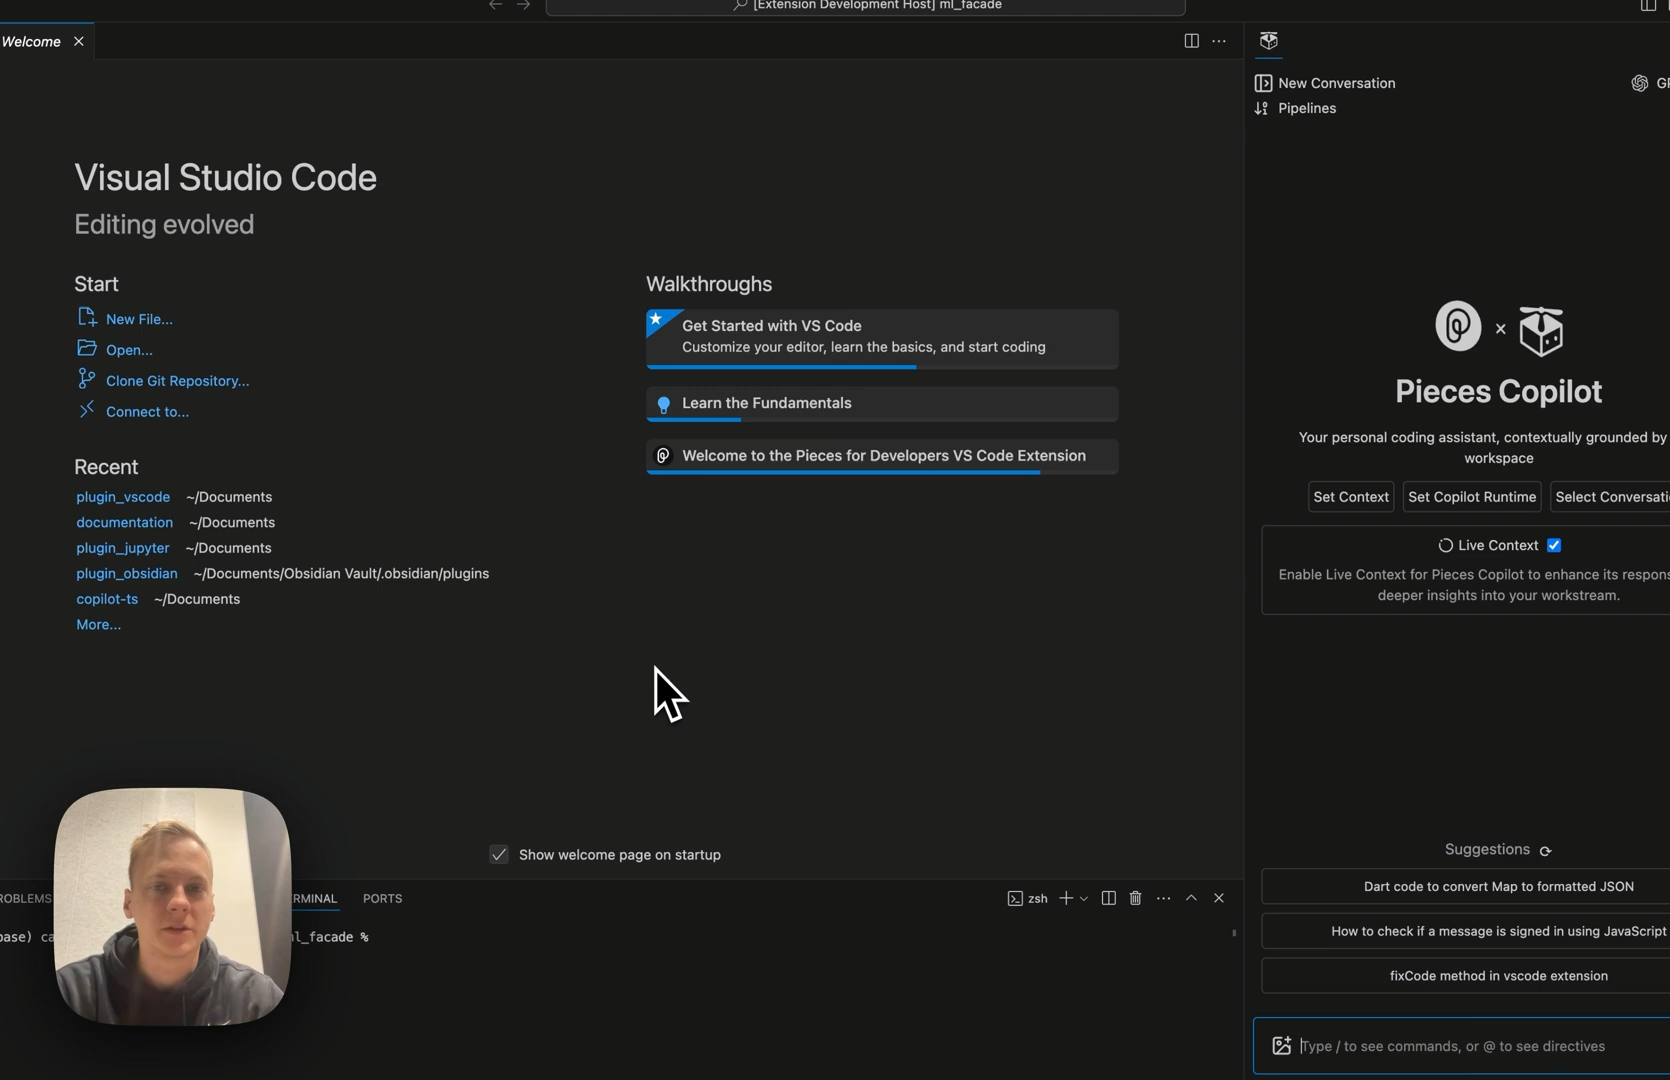 [Extension Development Host] ml_facade
Welcome
New Conversation
Pipelines
Visual Studio Code
Editing evolved
Start
New File...
Open...
Clone Git Repository...
Connect to...
Recent
plugin_vscode ~/Documents
documentation ~/Documents
plugin_jupyter ~/Documents
plugin_obsidian ~/Documents/Obsidian Vault/.obsidian/plugins
copilot-ts ~/Documents
More...
Walkthroughs
Get Started with VS Code
Customize your editor, learn the basics, and start coding
Learn the Fundamentals
Welcome to the Pieces for Developers VS Code Extension
Show welcome page on startup
ROBLEMS
RMINAL
PORTS
zsh
l_facade %
Pieces Copilot
Your personal coding assistant, contextually grounded by
workspace
Set Context
Set Copilot Runtime
Select Conversati
Live Context
Enable Live Context for Pieces Copilot to enhance its respons
deeper insights into your workstream.
Suggestions
Dart code to convert Map to formatted JSON
How to check if a message is signed in using JavaScript
fixCode method in vscode extension
Type / to see commands, or @ to see directives